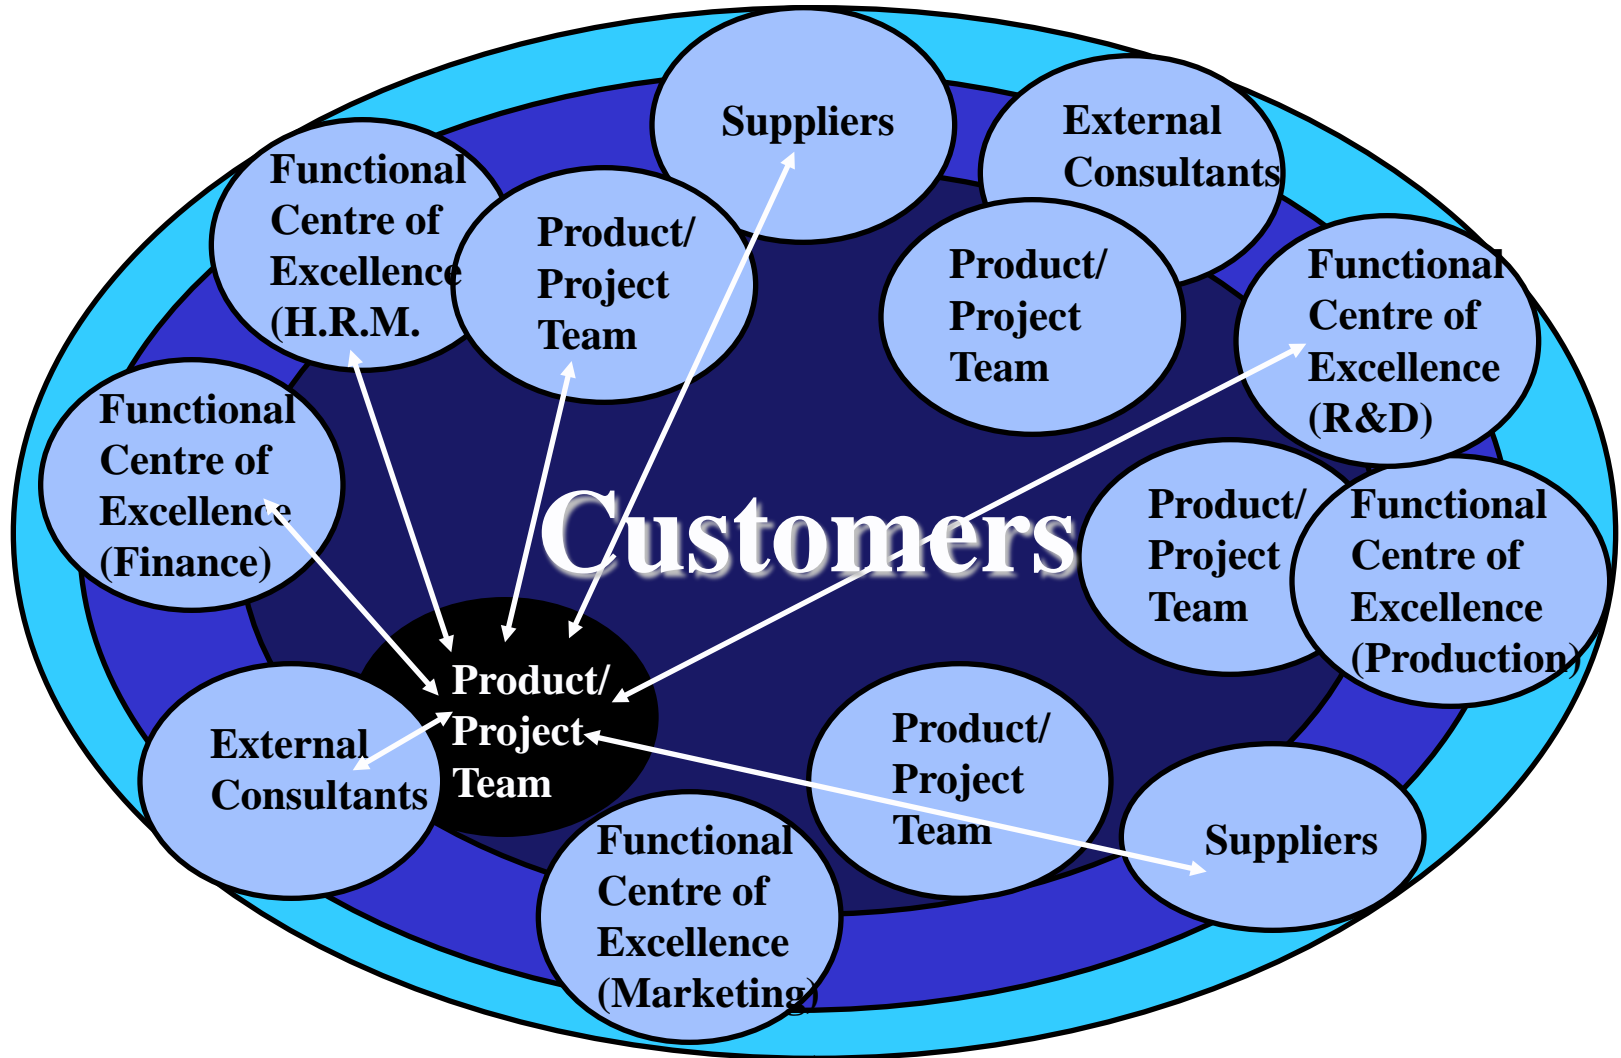 Suppliers
External
Consultants
Functional
Centre of
Excellence
(H.R.M.
Product/
Project
Team
Product/
Project
Team
Functional
Centre of
Excellence
(R&D)
Functional
Centre of
Excellence
(Finance)
Customers
Product/
Project
Team
Functional
Centre of
Excellence
(Production)
Product/
Project
Team
External
Consultants
Product/
Project
Team
Suppliers
Functional
Centre of
Excellence
(Marketing)